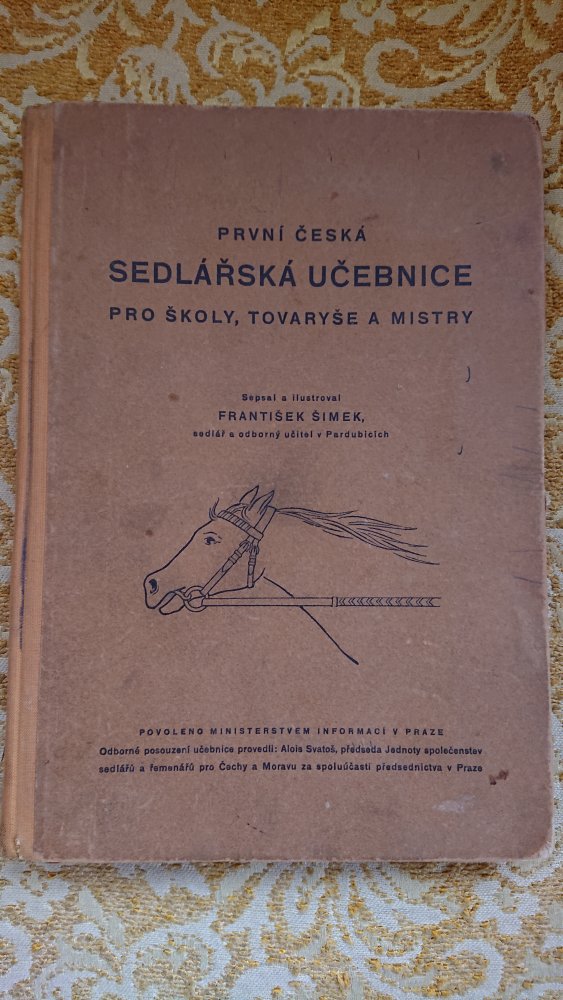 PRVNÍ ČESKÁ
SEDLÁŘSKÁ UČEBNICE
PRO ŠKOLY, TOVARYŠE A MISTRY
Sepsal a ilustroval
FRANTIŠEK ŠIMEK,
sedlář a odborný učitel v Pardubicích
POVOLENO MINISTERSTVEM INFORMACÍ V PRAZE
Odborné posouzení učebnice provedli: Alois Svatoš, předseda Jednoty společenstev
sedlářů a řemenářů pro Čechy a Moravu za spoluúčasti předsednictva v Praze